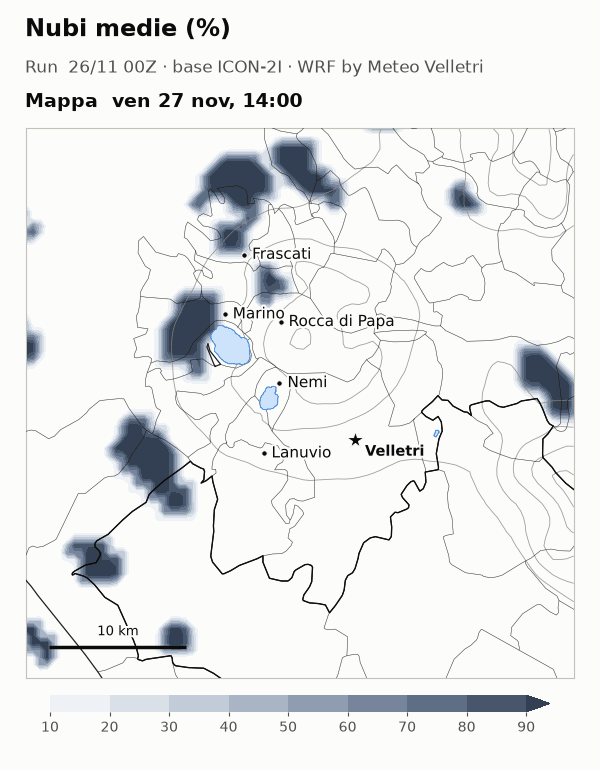 Nubi medie (%)
Run  26/11 00Z · base ICON-2I · WRF by Meteo Velletri
Mappa  ven 27 nov, 14:00
Frascati
Marino
Rocca di Papa
Nemi
Velletri
Lanuvio
10 km
10 20 30 40 50 60 70 80 90